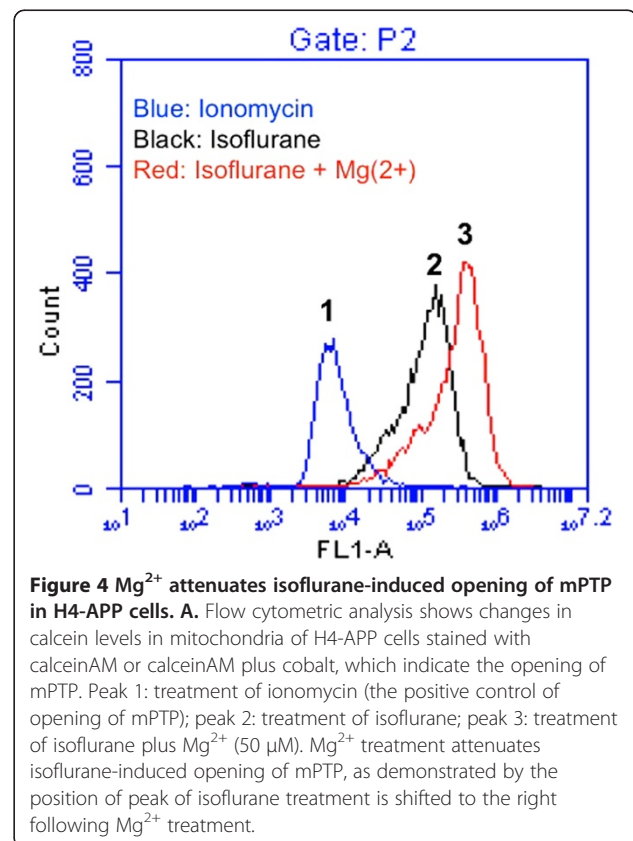 Gate: P2
800
600
400
200
0
Count
Blue: Ionomycin
Black: Isoflurane
Red: Isoflurane + Mg(2+)
1
2
3
10^1 10^2 10^3 10^4 10^5 10^6 10^7.2
FL1-A
Figure 4 Mg²⁺ attenuates isoflurane-induced opening of mPTP
in H4-APP cells. A. Flow cytometric analysis shows changes in
calcein levels in mitochondria of H4-APP cells stained with
calceinAM or calceinAM plus cobalt, which indicate the opening of
mPTP. Peak 1: treatment of ionomycin (the positive control of
opening of mPTP); peak 2: treatment of isoflurane; peak 3: treatment
of isoflurane plus Mg²⁺ (50 μM). Mg²⁺ treatment attenuates
isoflurane-induced opening of mPTP, as demonstrated by the
position of peak of isoflurane treatment is shifted to the right
following Mg²⁺ treatment.